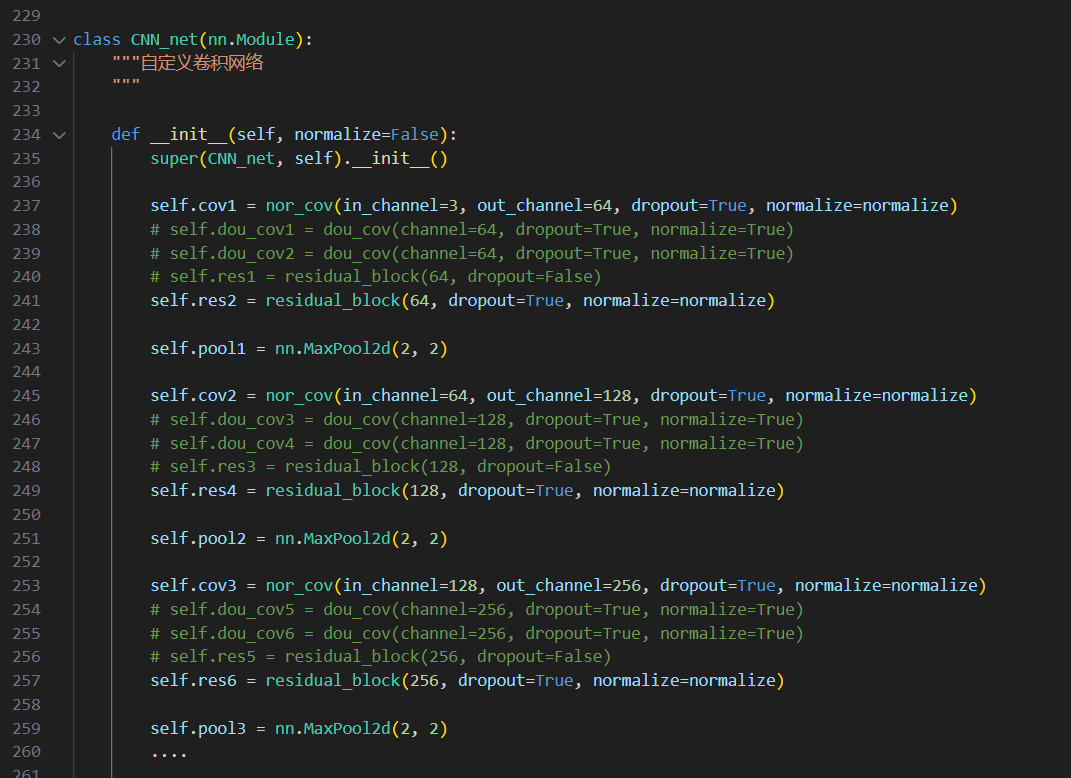 229
230 class CNN_net(nn.Module):
231 """自定义卷积网络
232 """
233
234 def __init__(self, normalize=False):
235 super(CNN_net, self).__init__()
236
237 self.cov1 = nor_cov(in_channel=3, out_channel=64, dropout=True, normalize=normalize)
238 # self.dou_cov1 = dou_cov(channel=64, dropout=True, normalize=True)
239 # self.dou_cov2 = dou_cov(channel=64, dropout=True, normalize=True)
240 # self.res1 = residual_block(64, dropout=False)
241 self.res2 = residual_block(64, dropout=True, normalize=normalize)
242
243 self.pool1 = nn.MaxPool2d(2, 2)
244
245 self.cov2 = nor_cov(in_channel=64, out_channel=128, dropout=True, normalize=normalize)
246 # self.dou_cov3 = dou_cov(channel=128, dropout=True, normalize=True)
247 # self.dou_cov4 = dou_cov(channel=128, dropout=True, normalize=True)
248 # self.res3 = residual_block(128, dropout=False)
249 self.res4 = residual_block(128, dropout=True, normalize=normalize)
250
251 self.pool2 = nn.MaxPool2d(2, 2)
252
253 self.cov3 = nor_cov(in_channel=128, out_channel=256, dropout=True, normalize=normalize)
254 # self.dou_cov5 = dou_cov(channel=256, dropout=True, normalize=True)
255 # self.dou_cov6 = dou_cov(channel=256, dropout=True, normalize=True)
256 # self.res5 = residual_block(256, dropout=False)
257 self.res6 = residual_block(256, dropout=True, normalize=normalize)
258
259 self.pool3 = nn.MaxPool2d(2, 2)
260 ....
261